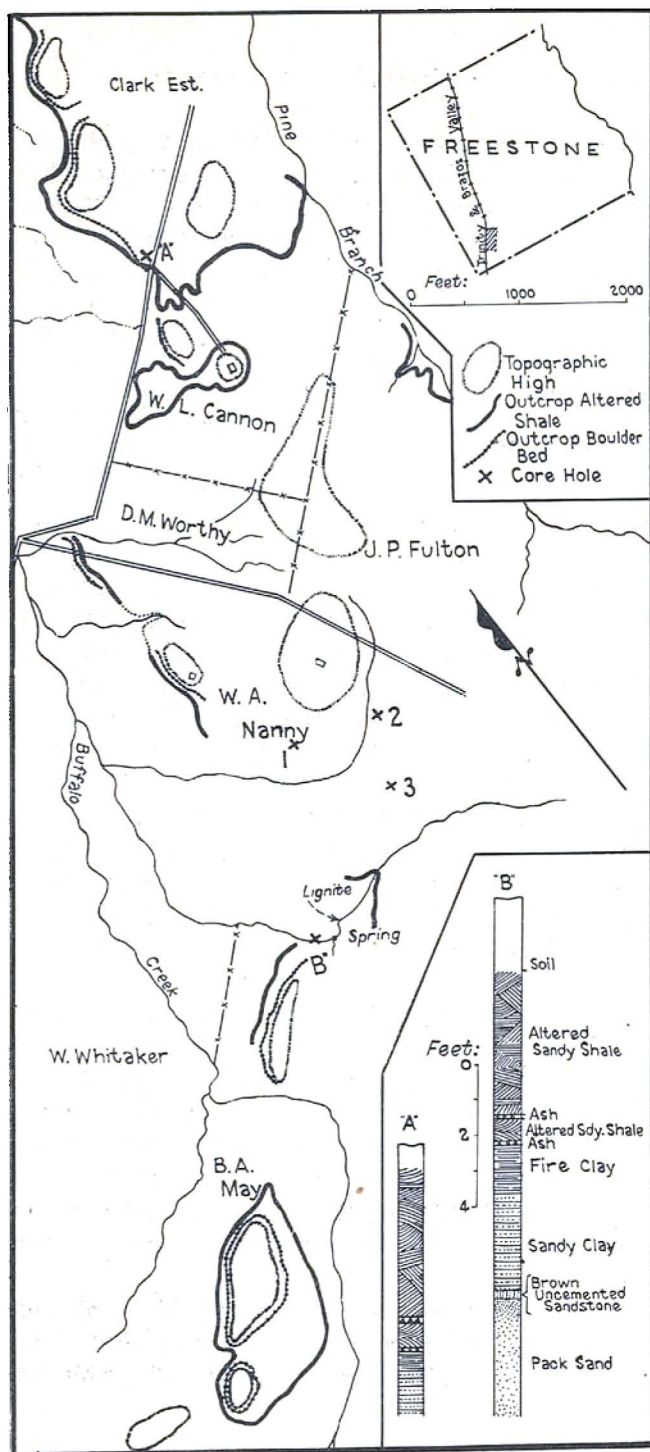 Clark Est.
Pine
Branch
FREESTONE
Trinity & Brazos Valley
Feet:
0 1000 2000
Topographic
High
Outcrop Altered
Shale
Outcrop Boulder
Bed
x Core Hole
"A"
W. L. Cannon
D.M. Worthy
J. P. Fulton
N
W. A.
Nanny
1
2
3
Buffalo
Creek
Lignite
Spring
"B"
W. Whitaker
B. A.
May
"B"
Soil
Altered
Sandy Shale
Feet:
0
2
4
Ash
Altered Sdy. Shale
Ash
Fire Clay
Sandy Clay
Brown
Uncemented
Sandstone
Pack Sand
"A"